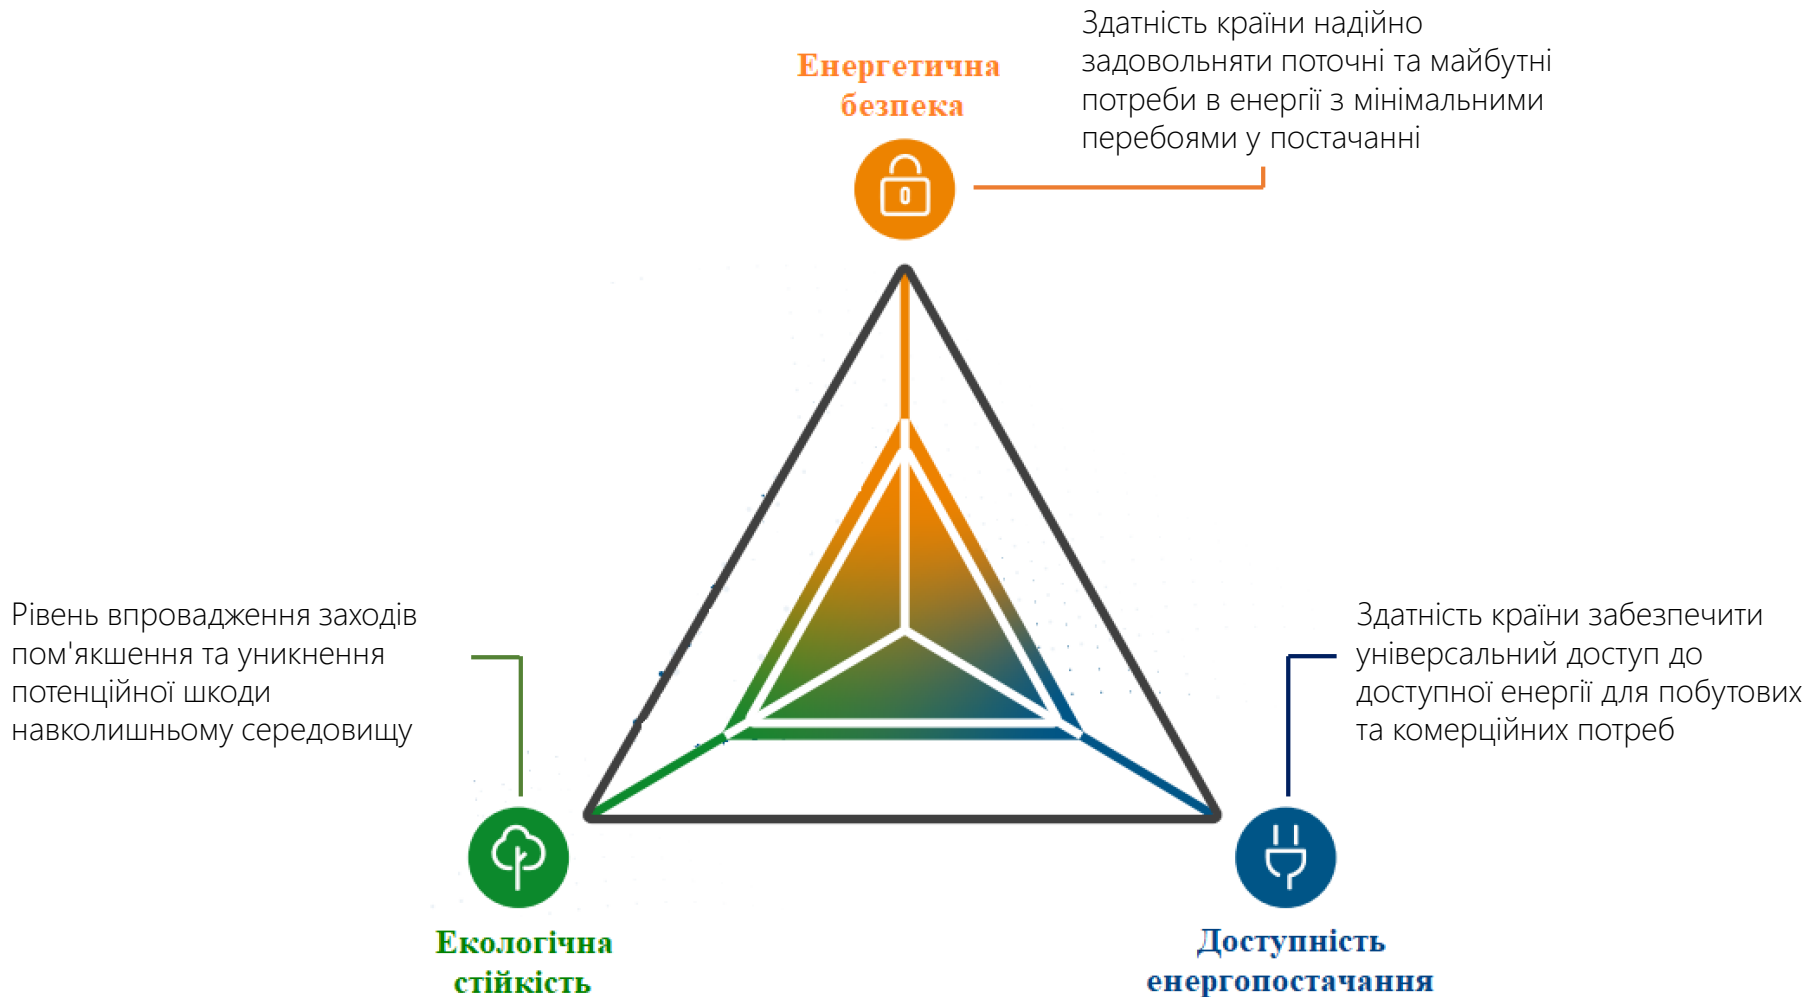 Енергетична
безпека
Здатність країни надійно
задовольняти поточні та майбутні
потреби в енергії з мінімальними
перебоями у постачанні
Рівень впровадження заходів
пом'якшення та уникнення
потенційної шкоди
навколишньому середовищу
Здатність країни забезпечити
універсальний доступ до
доступної енергії для побутових
та комерційних потреб
Екологічна
стійкість
Доступність
енергопостачання